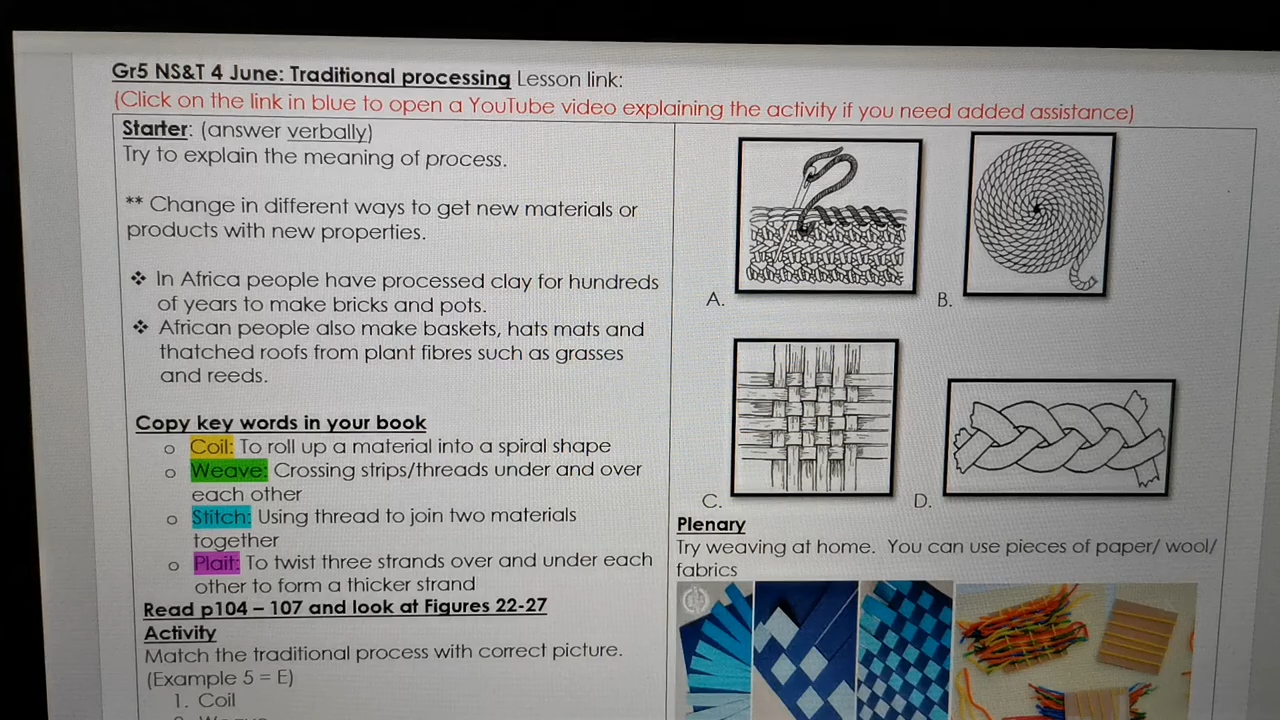 Gr5 NS&T 4 June: Traditional processing Lesson link:
(Click on the link in blue to open a YouTube video explaining the activity if you need added assistance)
Starter: (answer verbally)
Try to explain the meaning of process.
** Change in different ways to get new materials or
products with new properties.
❖ In Africa people have processed clay for hundreds
of years to make bricks and pots.
❖ African people also make baskets, hats mats and
thatched roofs from plant fibres such as grasses
and reeds.
Copy key words in your book
o Coil: To roll up a material into a spiral shape
o Weave: Crossing strips/threads under and over
each other
o Stitch: Using thread to join two materials
together
o Plait: To twist three strands over and under each
other to form a thicker strand
Read p104 – 107 and look at Figures 22-27
Activity
Match the traditional process with correct picture.
(Example 5 = E)
1. Coil
2. Weave
A.
B.
C.
D.
Plenary
Try weaving at home. You can use pieces of paper/ wool/
fabrics